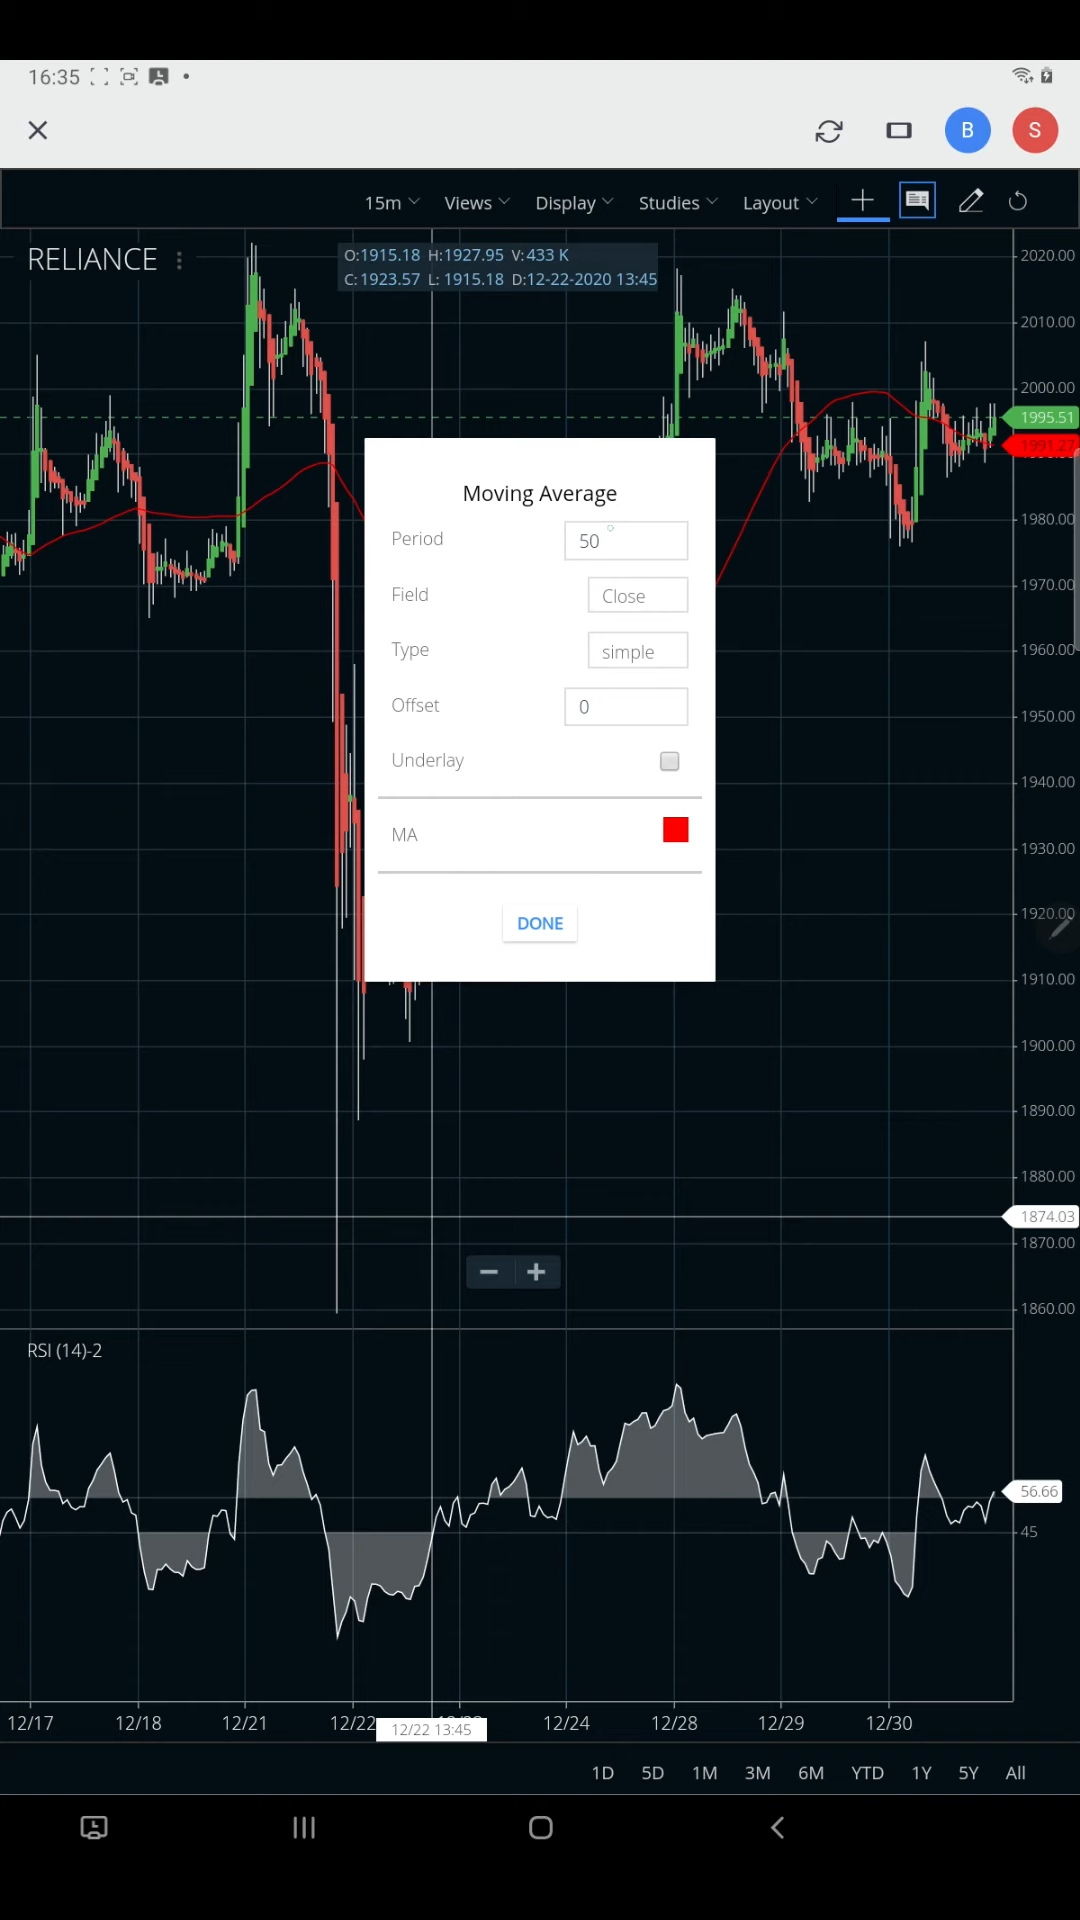 16:35
B S
15m Views Display Studies Layout
RELIANCE
O:1915.18 H:1927.95 V:433 K
C:1923.57 L: 1915.18 D:12-22-2020 13:45
2020.00
2010.00
2000.00
1995.51
1991.27
1980.00
1970.00
1960.00
1950.00
1940.00
1930.00
1920.00
1910.00
1900.00
1890.00
1880.00
1874.03
1870.00
1860.00
Moving Average
Period 50
Field Close
Type simple
Offset 0
Underlay
MA
DONE
RSI (14)-2
56.66
45
12/17 12/18 12/21 12/22 12/24 12/28 12/29 12/30
12/22 13:45
1D 5D 1M 3M 6M YTD 1Y 5Y All